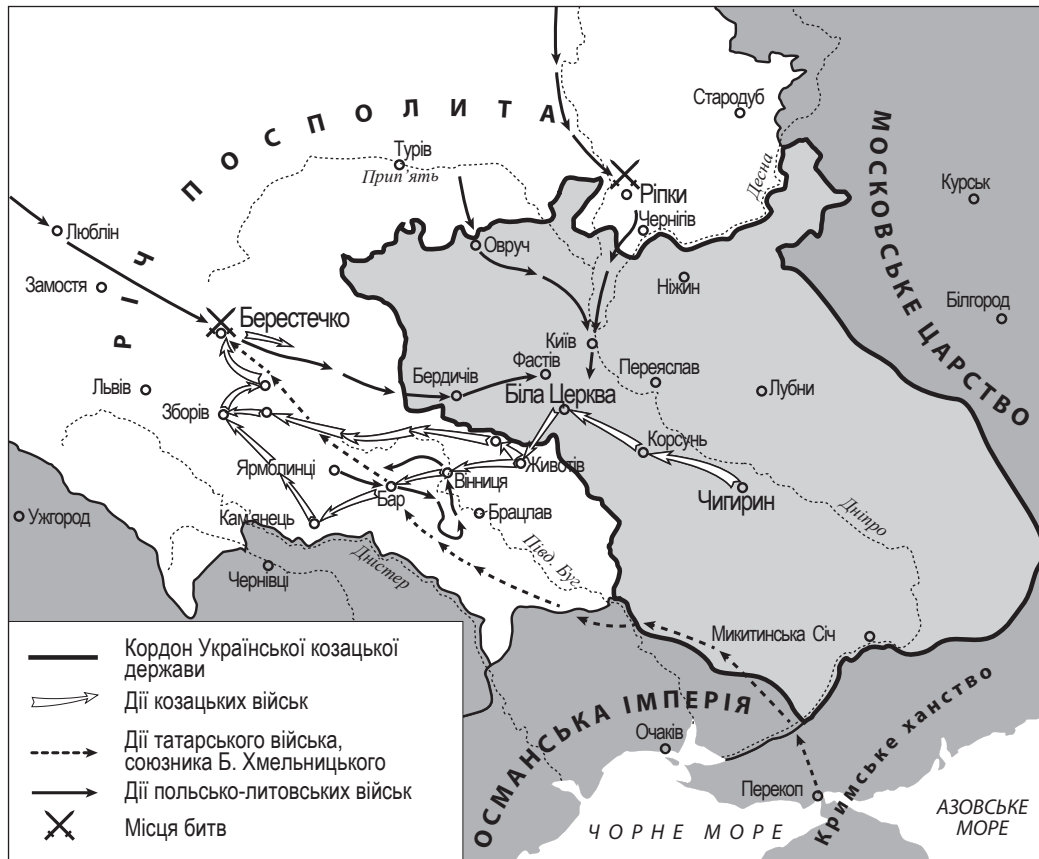 РІЧ ПОСПОЛИТА
МОСКОВСЬКЕ ЦАРСТВО
Стародуб
Турів
Прип'ять
Десна
Курськ
Ріпки
Чернігів
Люблін
Овруч
Замостя
Ніжин
Білгород
Берестечко
Київ
Фастів
Переяслав
Бердичів
Львів
Біла Церква
Лубни
Зборів
Корсунь
Ярмолинці
Животів
Вінниця
Бар
Чигирин
Кам'янець
Брацлав
Ужгород
Дніпро
Півд. Буг
Дністер
Чернівці
Микитинська Січ
ОСМАНСЬКА ІМПЕРІЯ
Очаків
Кримське ханство
Перекоп
ЧОРНЕ МОРЕ
АЗОВСЬКЕ
МОРЕ
Кордон Української козацької
держави
Дії козацьких військ
Дії татарського війська,
союзника Б. Хмельницького
Дії польсько-литовських військ
Місця битв